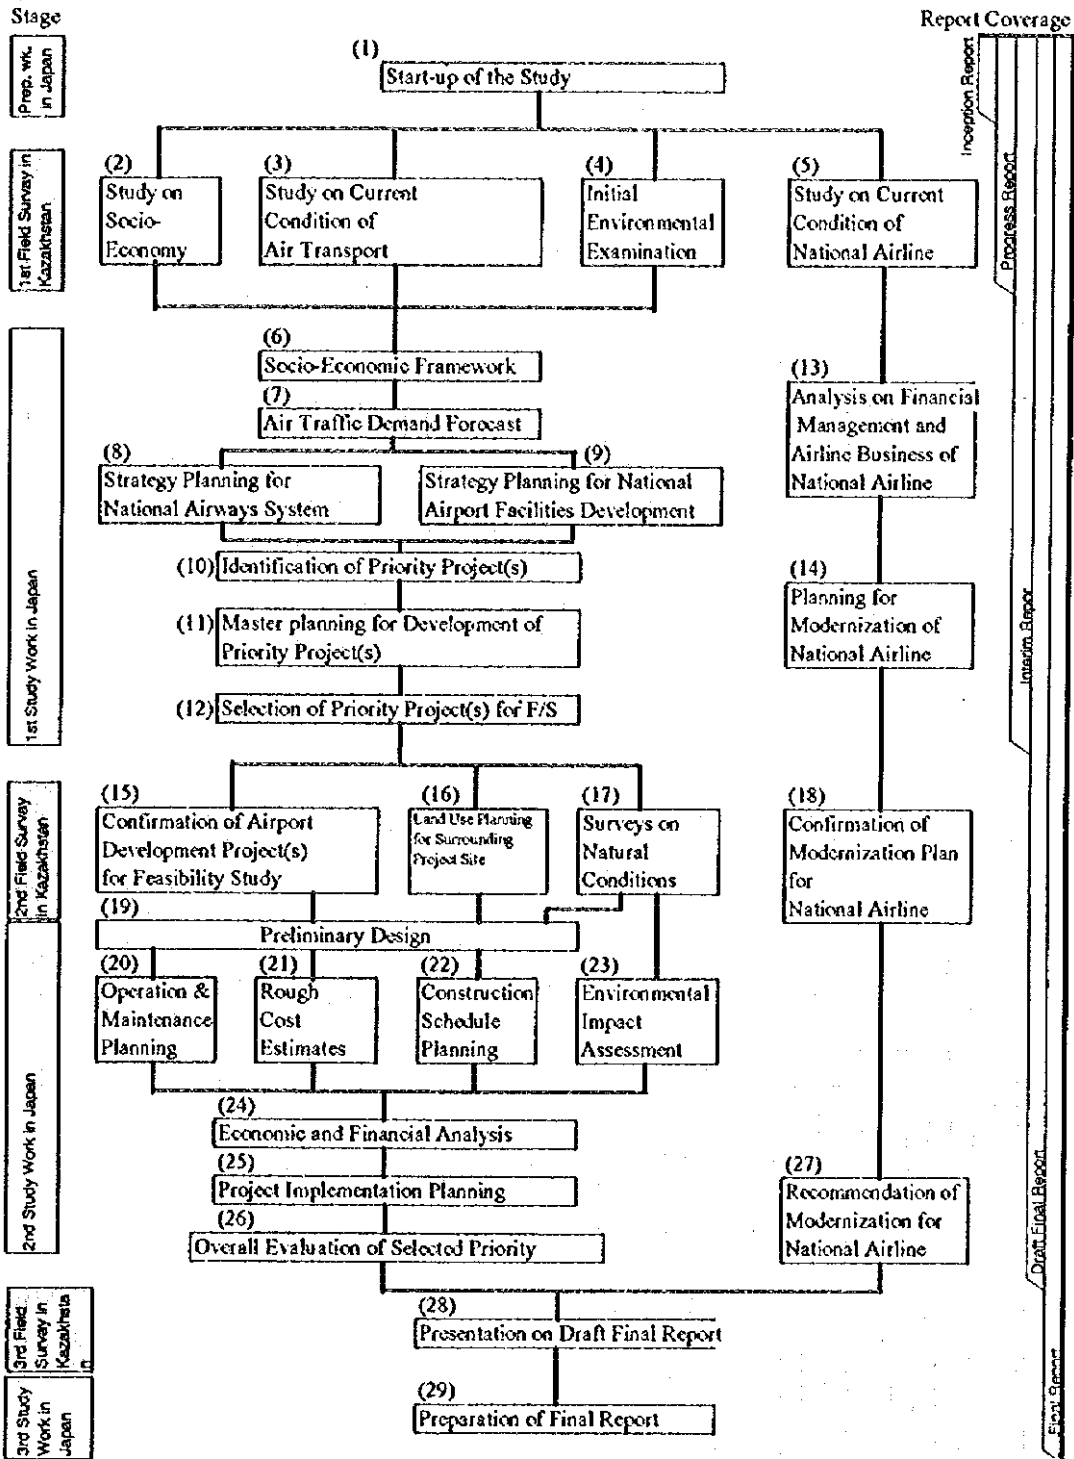 Stage
Report Coverage
Prep. wk.
in Japan
(1)
Start-up of the Study
Inception Report
1st Field Survay in
Kazakhstan
(2)
Study on
Socio-
Economy
(3)
Study on Current
Condition of
Air Transport
(4)
Initial
Environmental
Examination
(5)
Study on Current
Condition of
National Airline
Progress Report
1st Study Work in Japan
(6)
Socio-Economic Framework
(7)
Air Traffic Demand Forocast
(8)
Strategy Planning for
National Airways System
(9)
Strategy Planning for National
Airport Facilities Development
(10) Identification of Priority Project(s)
(11) Master planning for Development of
Priority Project(s)
(12) Selection of Priority Project(s) for F/S
(13)
Analysis on Financial
Management and
Airline Business of
National Airline
(14)
Planning for
Modernization of
National Airline
Interim Repor
2nd Field Survay
in Kazakhstan
(15)
Confirmation of Airport
Development Project(s)
for Feasibility Study
(16)
Land Use Planning
for Surrounding
Project Site
(17)
Surveys on
Natural
Conditions
(18)
Confirmation of
Modernization Plan
for
National Airline
2nd Study Work in Japan
(19)
Preliminary Design
(20)
Operation &
Maintenance
Planning
(21)
Rough
Cost
Estimates
(22)
Construction
Schedule
Planning
(23)
Environmental
Impact
Assessment
(24)
Economic and Financial Analysis
(25)
Project Implementation Planning
(26)
Overall Evaluation of Selected Priority
(27)
Recommendation of
Modernization for
National Airline
Draft Final Report
3rd Field
Survay in
Kazakhsta
n
(28)
Presentation on Draft Final Report
3rd Study
Work in
Japan
(29)
Preparation of Final Report
Final Report